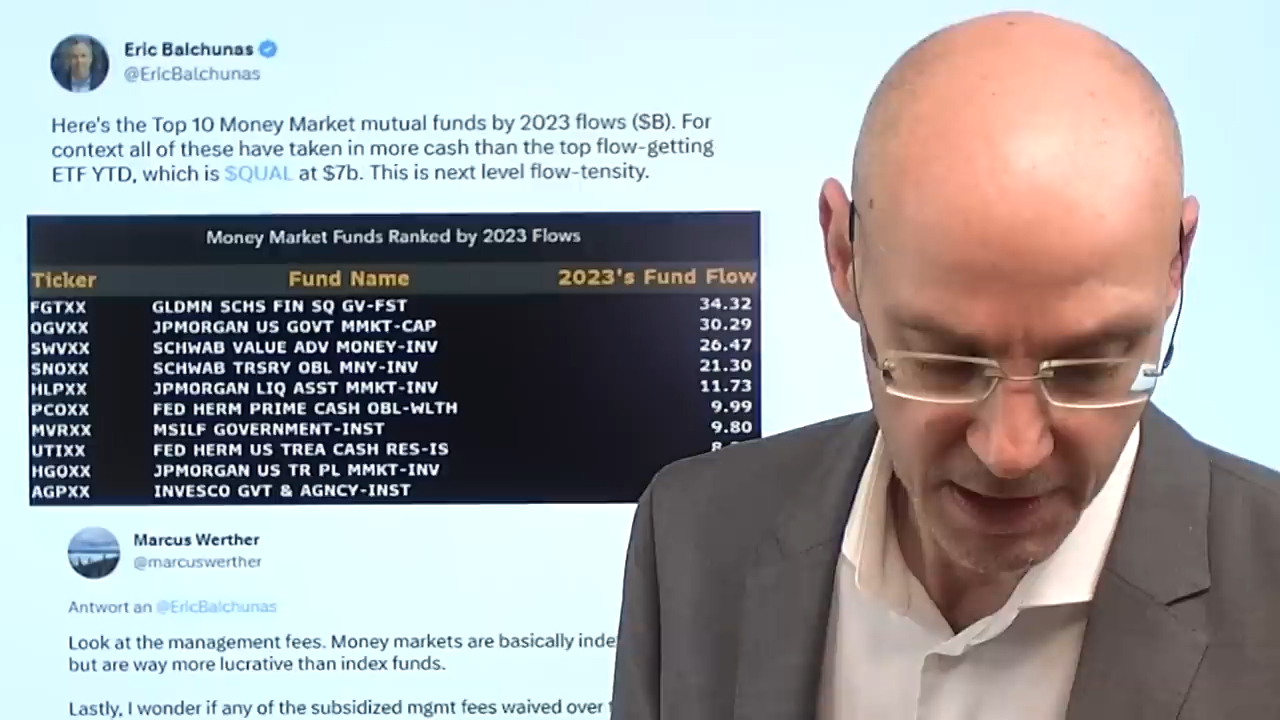 Eric Balchunas
@EricBalchunas
Here's the Top 10 Money Market mutual funds by 2023 flows ($B). For
context all of these have taken in more cash than the top flow-getting
ETF YTD, which is $QUAL at $7b. This is next level flow-tensity.
Money Market Funds Ranked by 2023 Flows
Ticker Fund Name 2023's Fund Flow
FGTXX GLDMN SCHS FIN SQ GV-FST 34.32
OGVXX JPMORGAN US GOVT MMKT-CAP 30.29
SWVXX SCHWAB VALUE ADV MONEY-INV 26.47
SNOXX SCHWAB TRSRY OBL MNY-INV 21.30
HLPXX JPMORGAN LIQ ASST MMKT-INV 11.73
PCOXX FED HERM PRIME CASH OBL-WLTH 9.99
MVRXX MSILF GOVERNMENT-INST 9.80
UTIXX FED HERM US TREA CASH RES-IS
HGOXX JPMORGAN US TR PL MMKT-INV
AGPXX INVESCO GVT & AGNCY-INST
Marcus Werther
@marcuswerther
Antwort an @EricBalchunas
Look at the management fees. Money markets are basically
but are way more lucrative than index funds.
Lastly, I wonder if any of the subsidized mgmt fees waived over